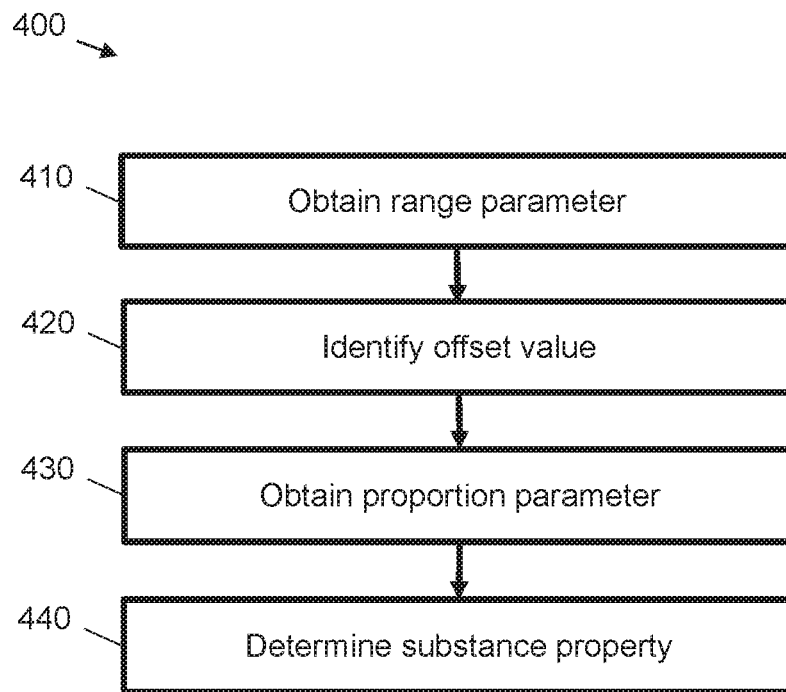 400
410
Obtain range parameter
420
Identify offset value
430
Obtain proportion parameter
440
Determine substance property